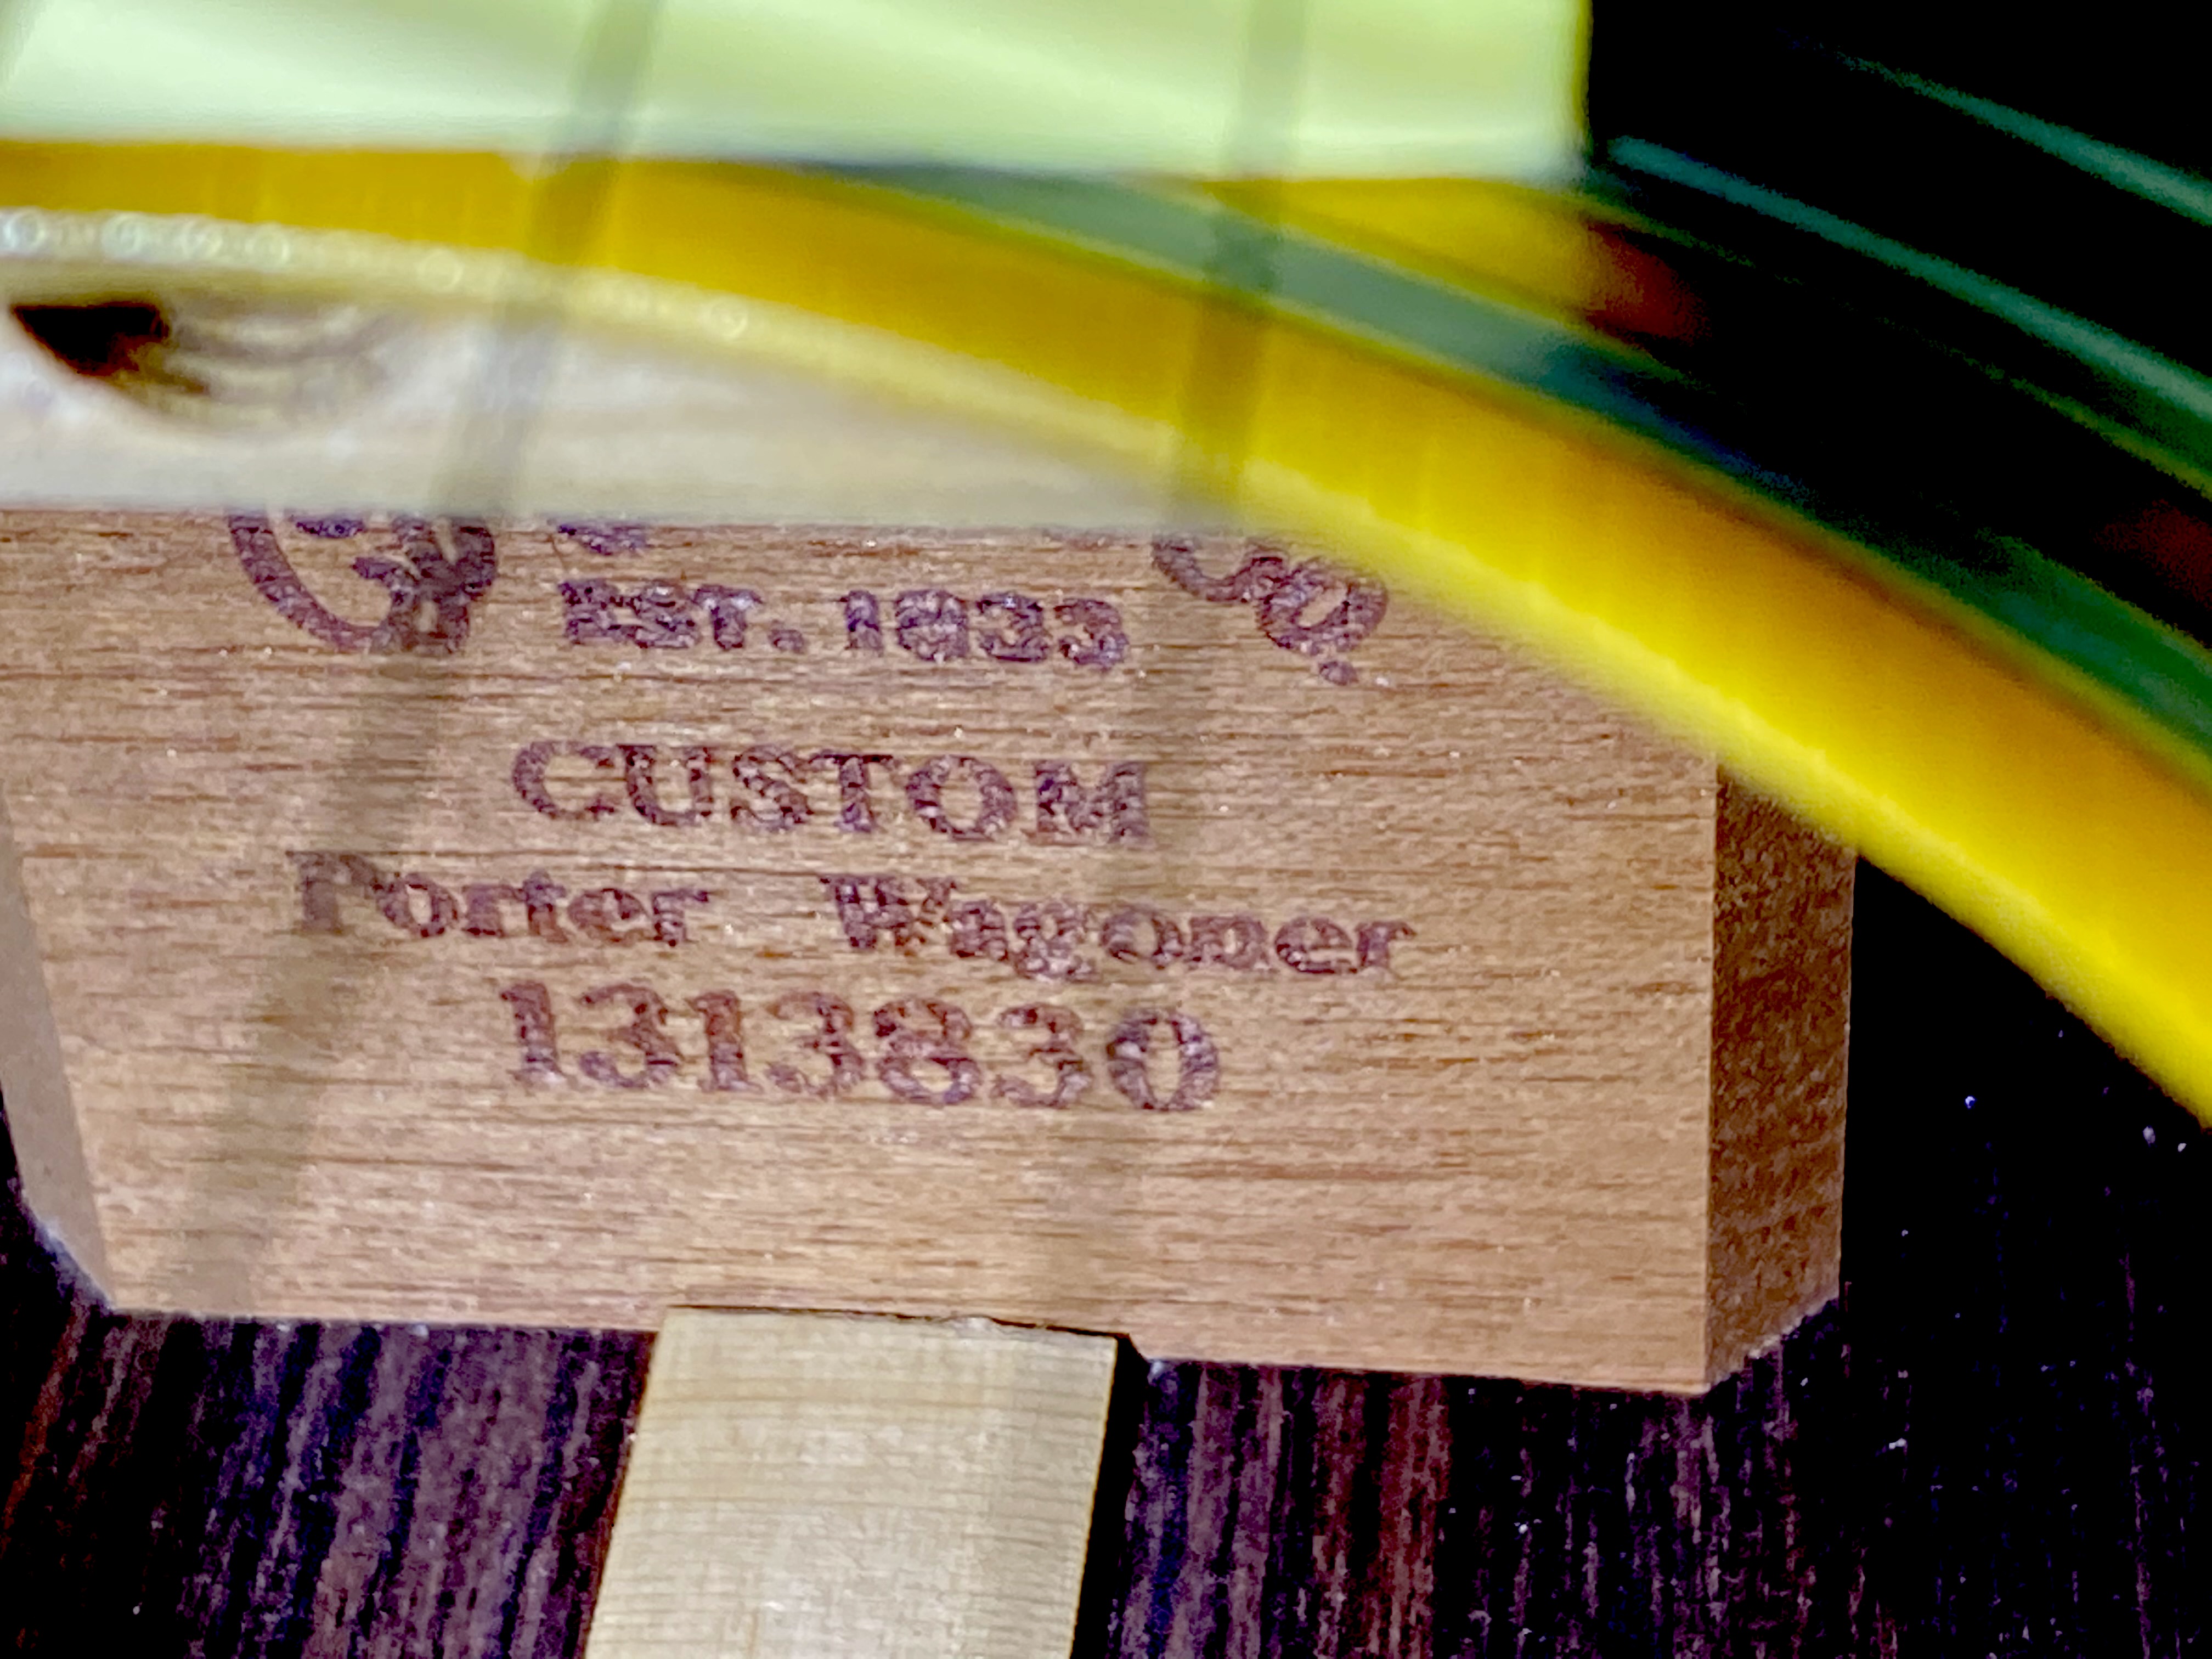 EST. 1833
CUSTOM
Porter Wagoner
1313830